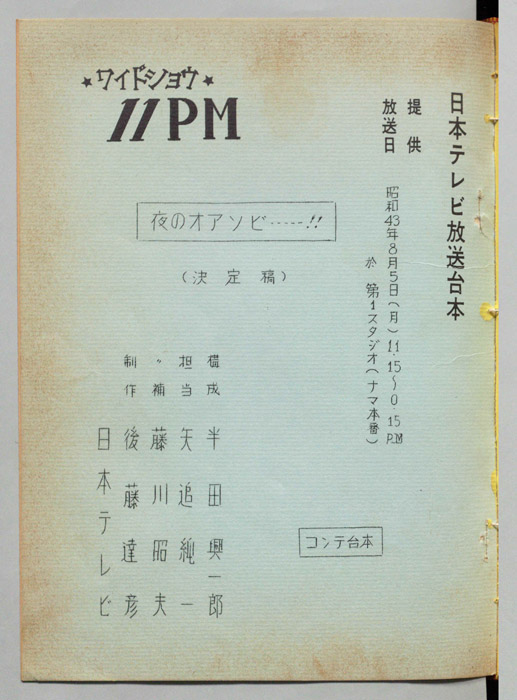 日本テレビ放送台本
提供
放送日 昭和43年8月5日(月)11.15〜0.15PM
於 第1スタジオ(ナマ本番)
★ワイドショウ★
11PM
夜のオアソビ……!!
(決定稿)
構成 半田興一郎
担当 矢追純一
〃補 藤川昭夫
制作 後藤達彦
日本テレビ
コンテ台本